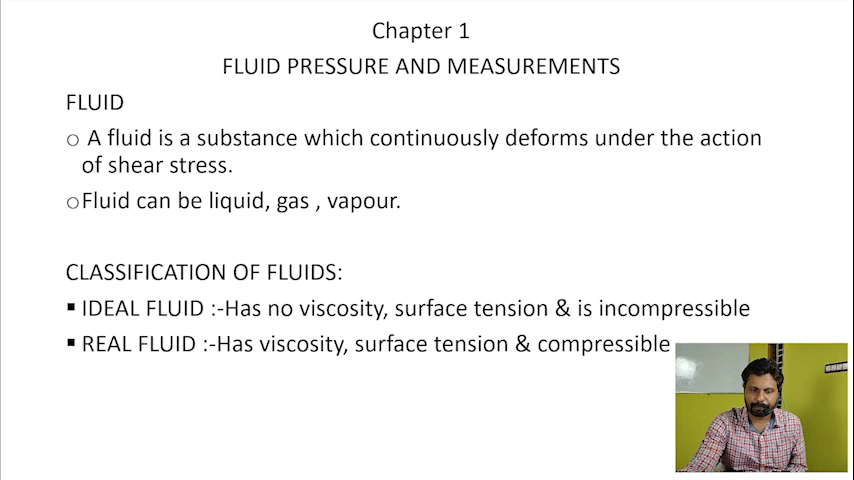 Chapter 1
FLUID PRESSURE AND MEASUREMENTS
FLUID
○ A fluid is a substance which continuously deforms under the action
of shear stress.
○Fluid can be liquid, gas , vapour.
CLASSIFICATION OF FLUIDS:
▪ IDEAL FLUID :-Has no viscosity, surface tension & is incompressible
▪ REAL FLUID :-Has viscosity, surface tension & compressible